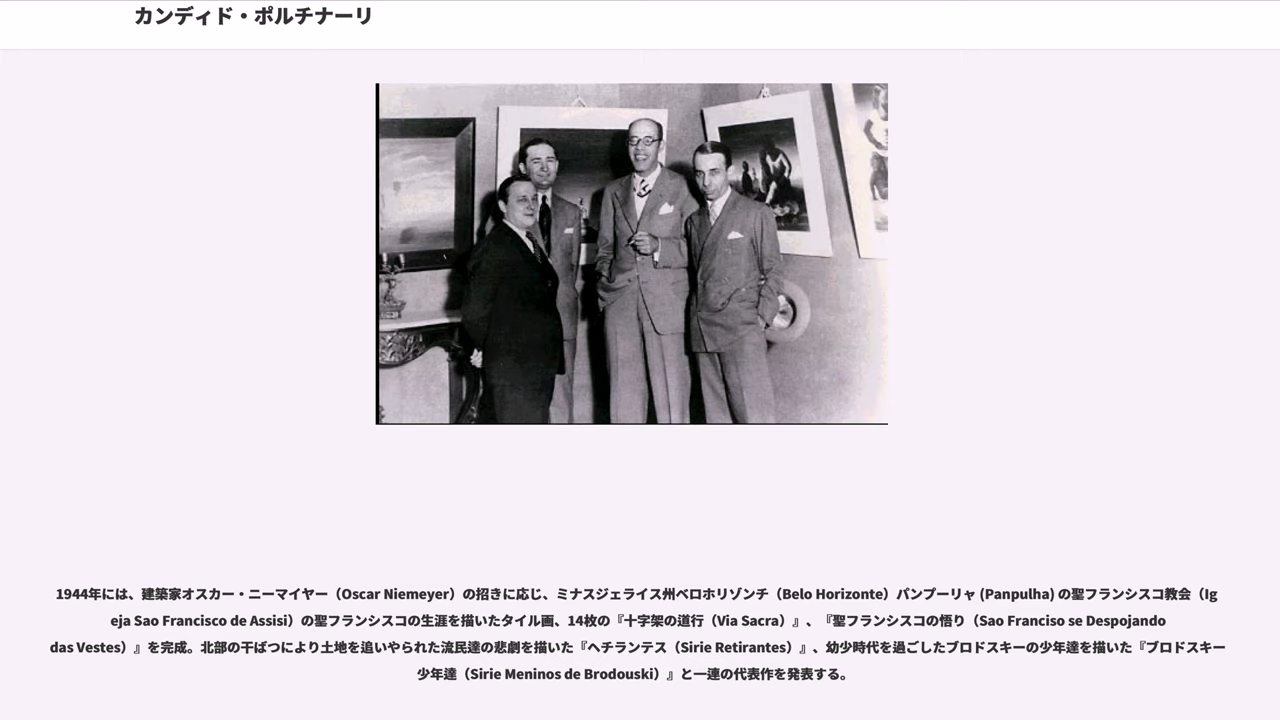 カンディド・ポルチナーリ
1944年には、建築家オスカー・ニーマイヤー（Oscar Niemeyer）の招きに応じ、ミナスジェライス州ベロホリゾンチ（Belo Horizonte）パンプーリャ (Panpulha) の聖フランシスコ教会（Ig
eja Sao Francisco de Assisi）の聖フランシスコの生涯を描いたタイル画、14枚の『十字架の道行（Via Sacra）』、『聖フランシスコの悟り（Sao Franciso se Despojando
das Vestes）』を完成。北部の干ばつにより土地を追いやられた流民達の悲劇を描いた『ヘチランテス（Sirie Retirantes）』、幼少時代を過ごしたブロドスキーの少年達を描いた『ブロドスキー
少年達（Sirie Meninos de Brodouski）』と一連の代表作を発表する。